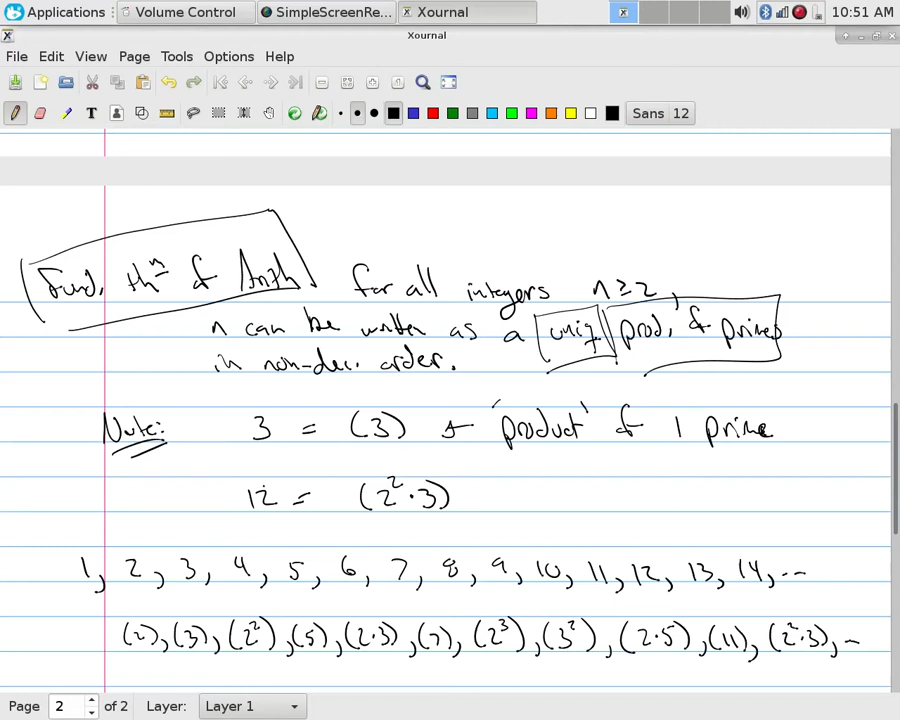 Applications Volume Control SimpleScreenRe... Xournal 10:51 AM
Xournal
File Edit View Page Tools Options Help
Sans 12
Fund. thm of Arith. for all integers n ≥ 2,
n can be written as a uniq. prod. of primes
in non-dec. order.
Note: 3 = (3) ← 'product' of 1 prime
12 = (2²·3)
1, 2, 3, 4, 5, 6, 7, 8, 9, 10, 11, 12, 13, 14, ...
(2), (3), (2²), (5), (2·3), (7), (2³), (3²), (2·5), (11), (2²·3), ...
Page 2 of 2 Layer: Layer 1